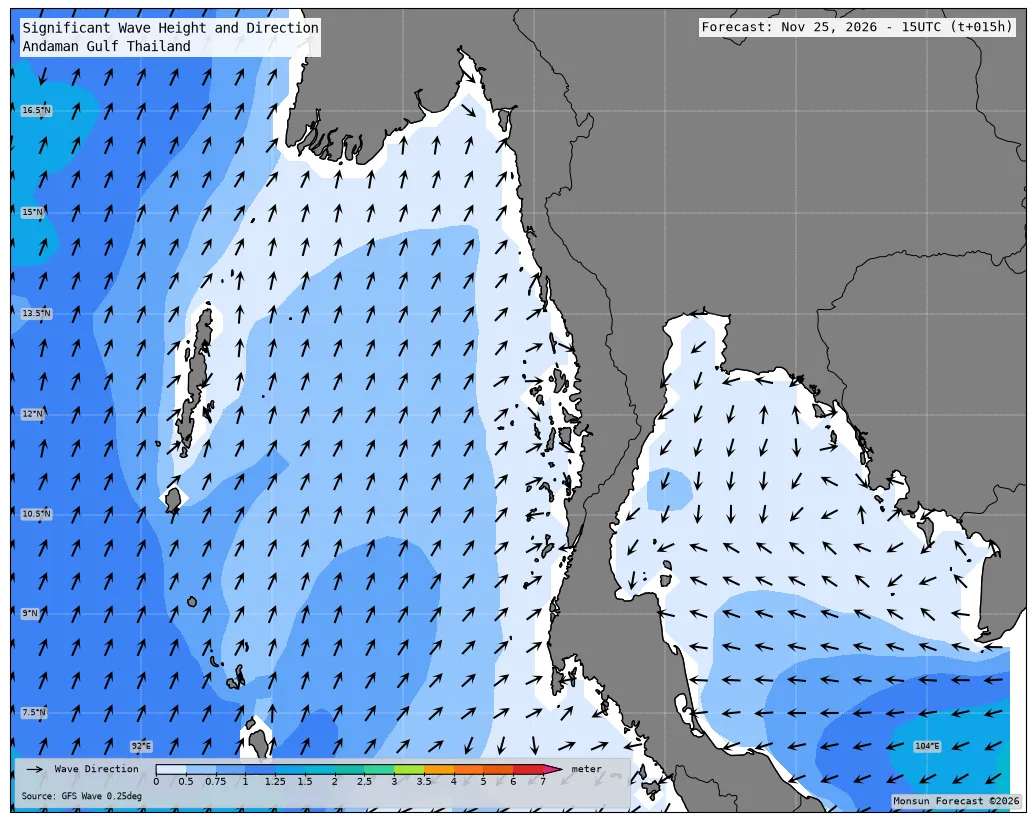 Significant Wave Height and Direction
Andaman Gulf Thailand
Forecast: Nov 25, 2026 - 15UTC (t+015h)
16.5°N
15°N
13.5°N
12°N
10.5°N
9°N
7.5°N
92°E
104°E
Wave Direction
0.5 0.75 1 1.25 1.5 2 2.5 3 3.5 4 5 6 7 meter
Source: GFS Wave 0.25deg
Monsun Forecast ©2026